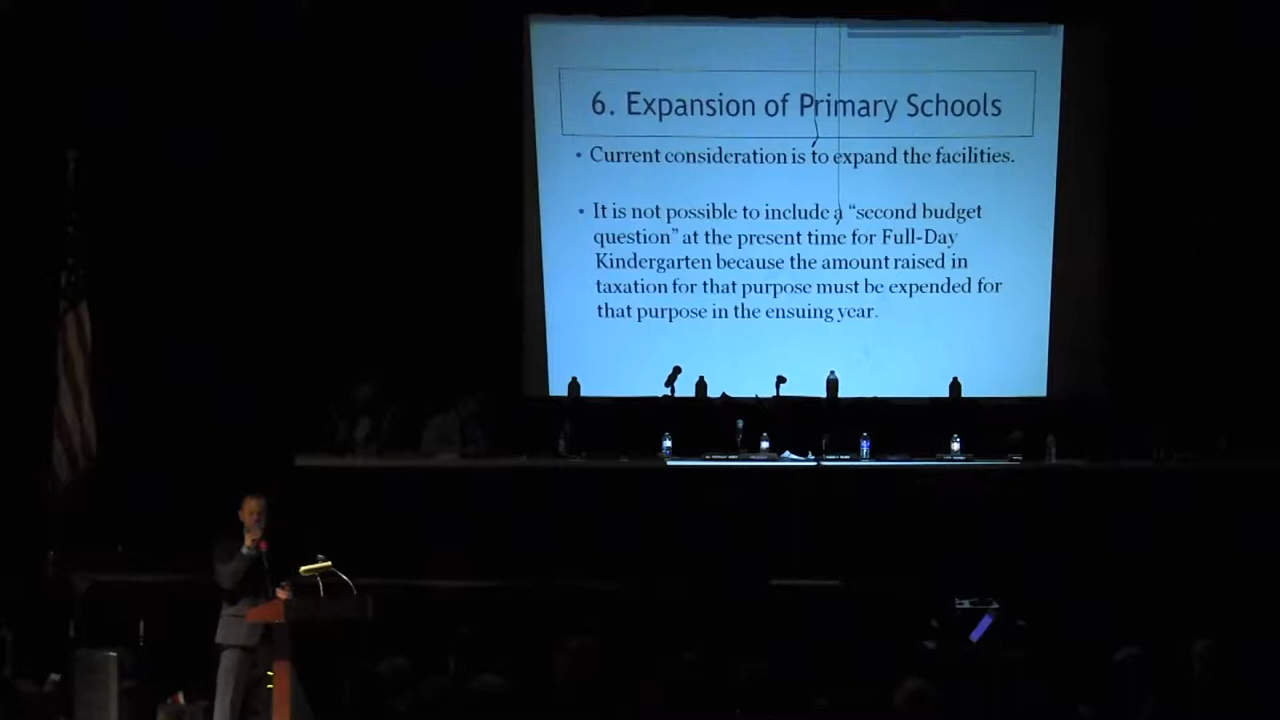 6. Expansion of Primary Schools
• Current consideration is to expand the facilities.
• It is not possible to include a “second budget
question” at the present time for Full-Day
Kindergarten because the amount raised in
taxation for that purpose must be expended for
that purpose in the ensuing year.